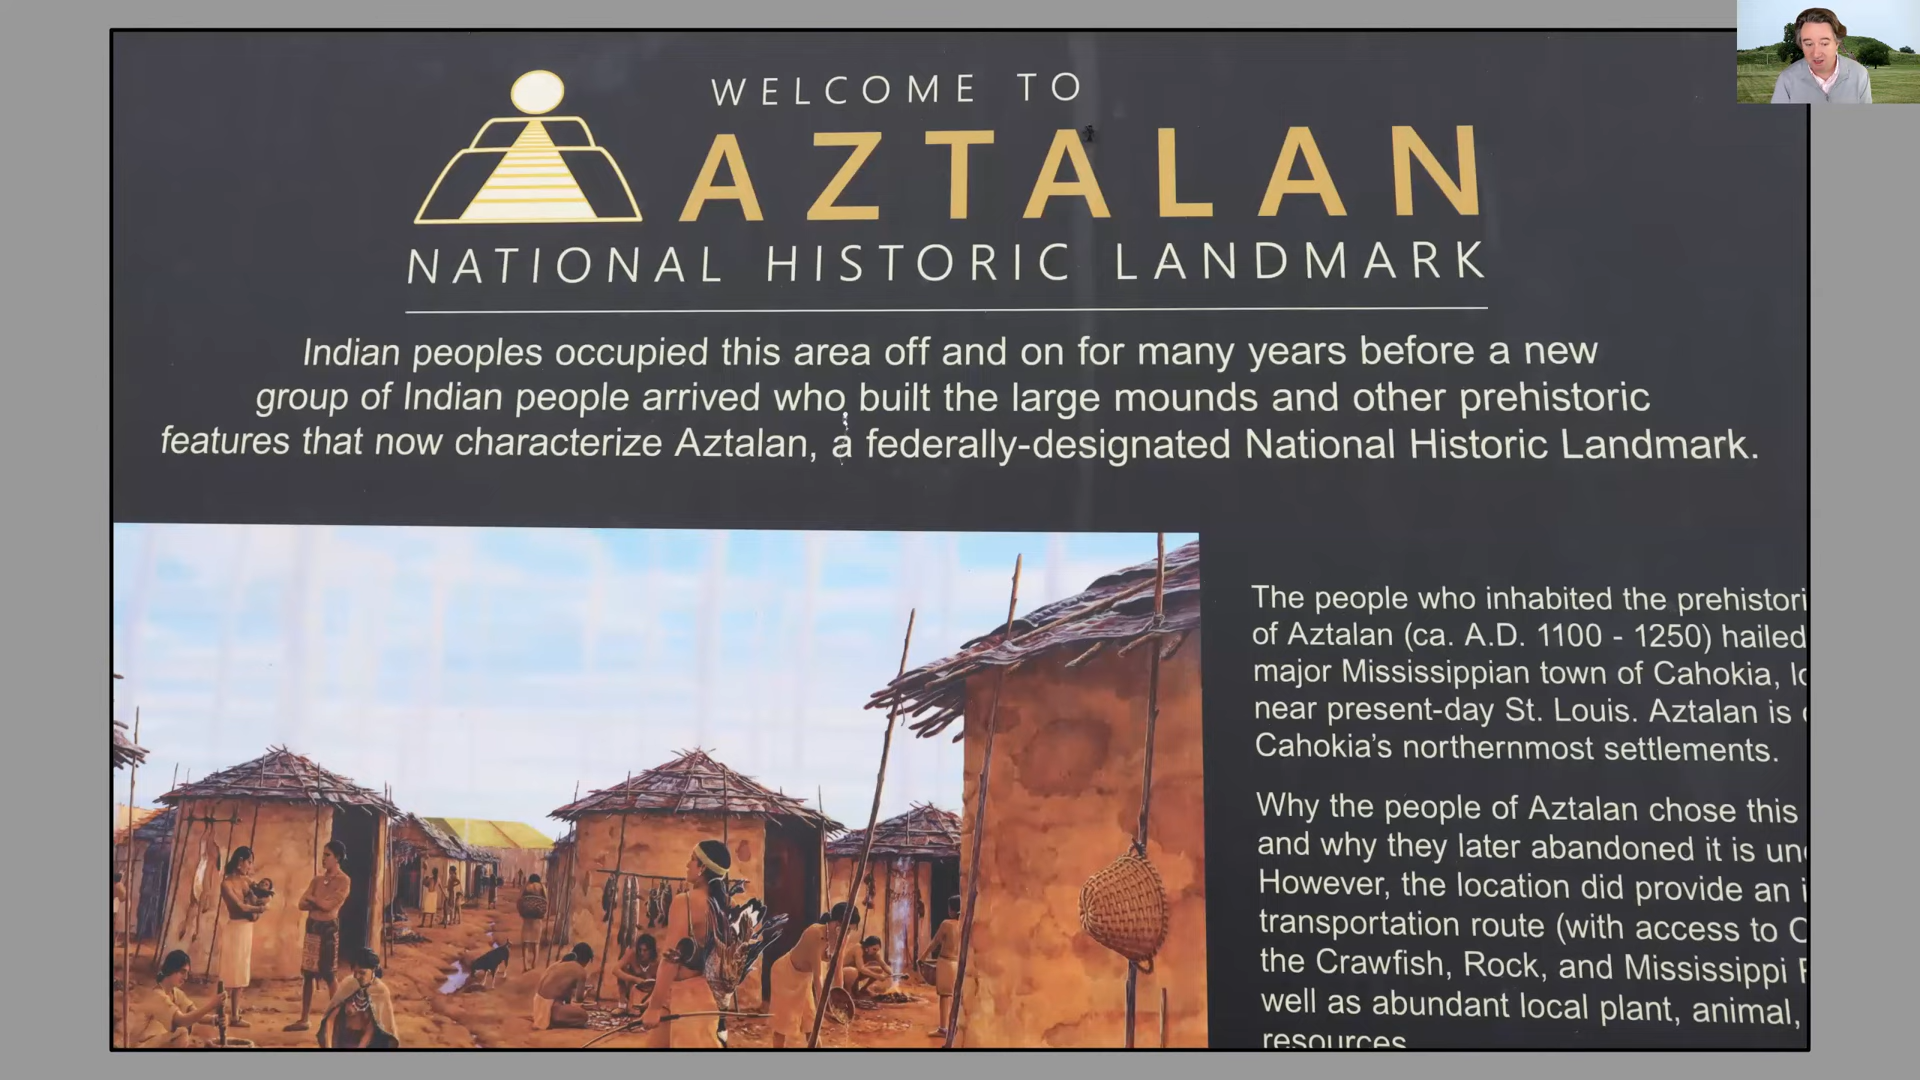 WELCOME TO
AZTALAN
NATIONAL HISTORIC LANDMARK
Indian peoples occupied this area off and on for many years before a new
group of Indian people arrived who built the large mounds and other prehistoric
features that now characterize Aztalan, a federally-designated National Historic Landmark.
The people who inhabited the prehistori
of Aztalan (ca. A.D. 1100 - 1250) hailed
major Mississippian town of Cahokia, lo
near present-day St. Louis. Aztalan is
Cahokia's northernmost settlements.
Why the people of Aztalan chose this
and why they later abandoned it is un
However, the location did provide an i
transportation route (with access to
the Crawfish, Rock, and Mississippi
well as abundant local plant, animal,
resources